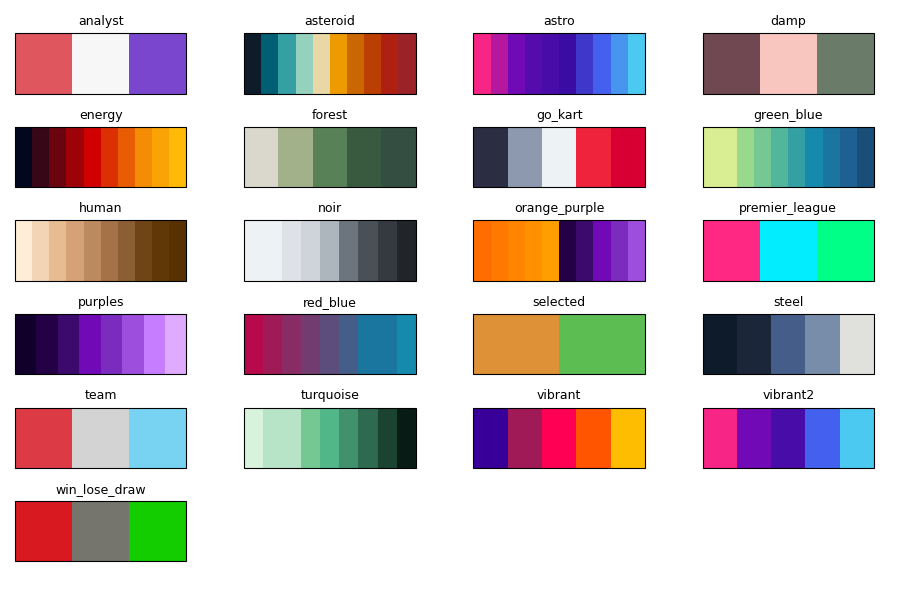 analyst
asteroid
astro
damp
energy
forest
go_kart
green_blue
human
noir
orange_purple
premier_league
purples
red_blue
selected
steel
team
turquoise
vibrant
vibrant2
win_lose_draw